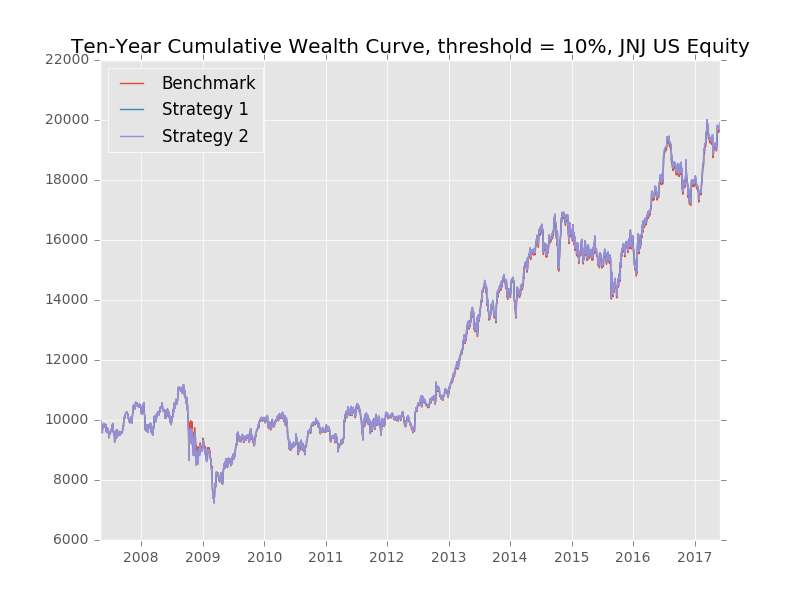 Ten-Year Cumulative Wealth Curve, threshold = 10%, JNJ US Equity
22000
20000
18000
16000
14000
12000
10000
8000
6000
Benchmark
Strategy 1
Strategy 2
2008 2009 2010 2011 2012 2013 2014 2015 2016 2017